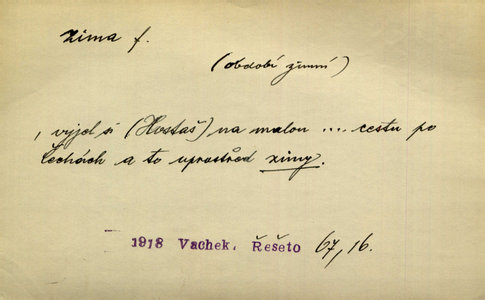 zima f.
(období zimní)
, vyjel si (Hostaš) na malou .... cestu po
Čechách a to uprostřed zimy.
1918 Vachek, Řešeto 67, 16.